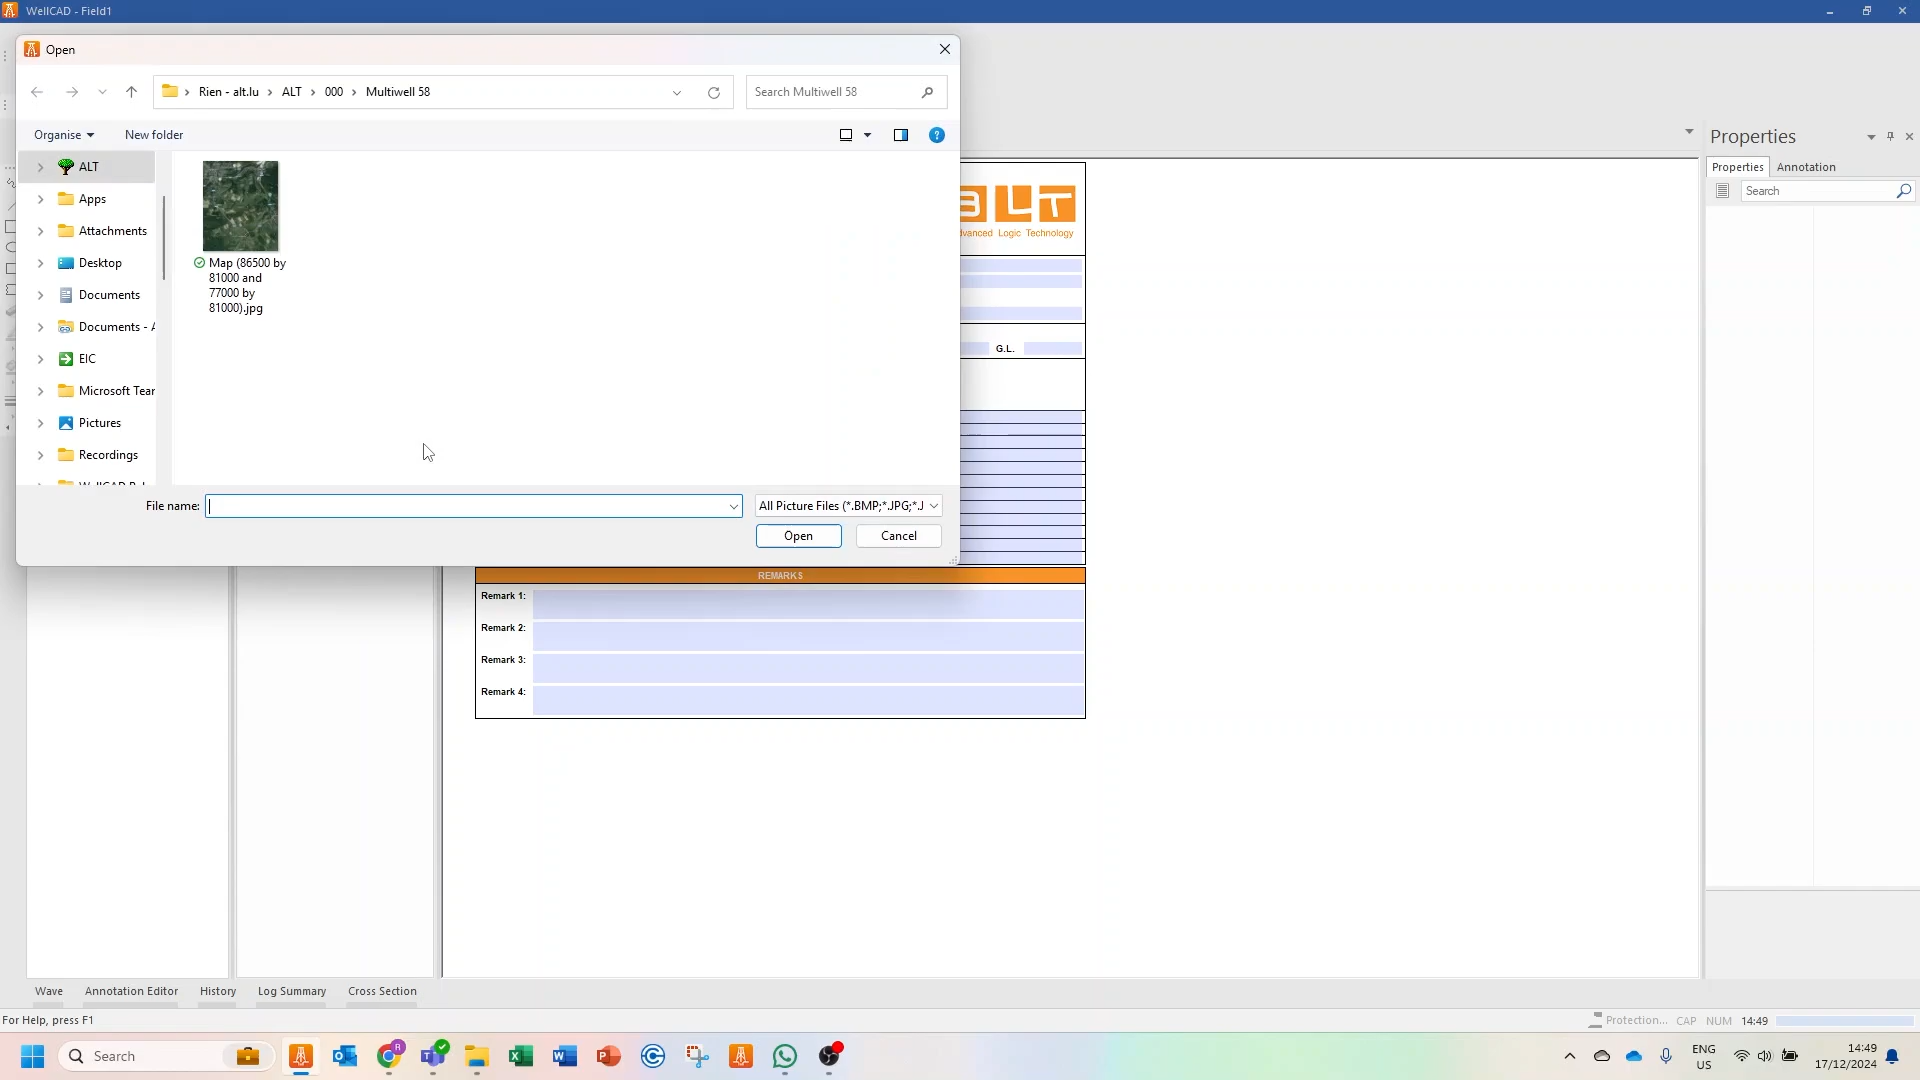 WellCAD - Field1
Open
Rien - alt.lu > ALT > 000 > Multiwell 58
Search Multiwell 58
Organise
New folder
ALT
Apps
Attachments
Desktop
Documents
Documents - A
EIC
Microsoft Tear
Pictures
Recordings
Map (86500 by
81000 and
77000 by
81000).jpg
File name:
All Picture Files (*.BMP;*.JPG;*.J
Open
Cancel
aLT
dvanced Logic Technology
G.L.
REMARKS
Remark 1:
Remark 2:
Remark 3:
Remark 4:
Properties
Properties
Annotation
Search
Wave
Annotation Editor
History
Log Summary
Cross Section
For Help, press F1
Protection...
CAP
NUM
14:49
Search
ENG
US
14:49
17/12/2024